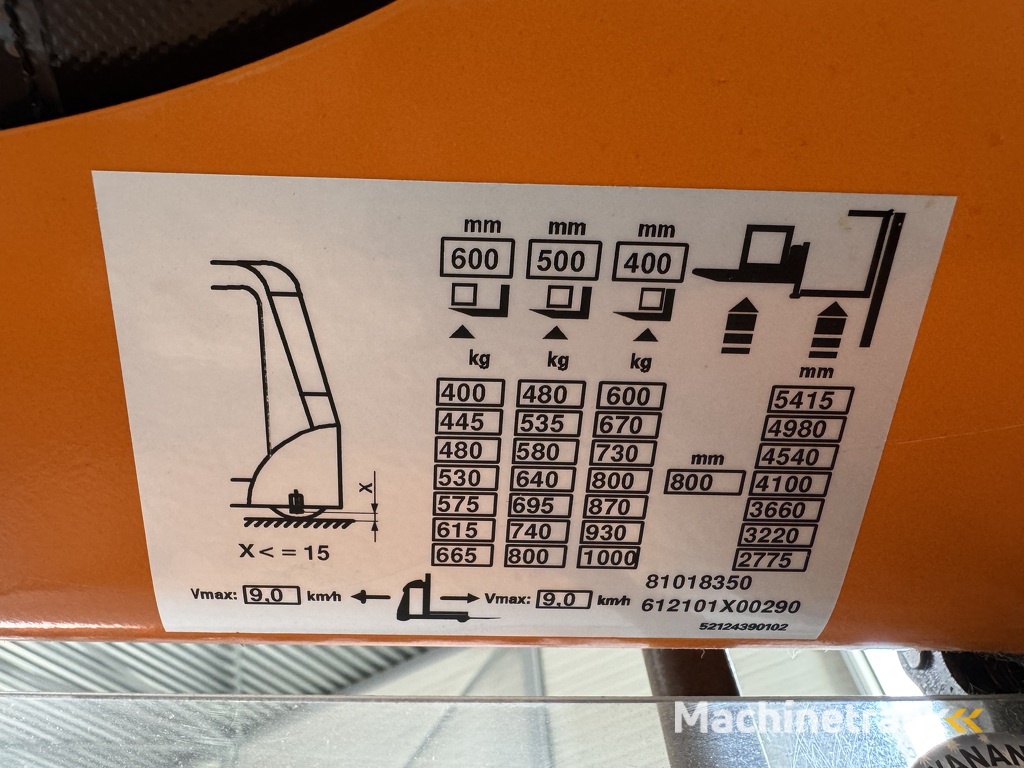 mm mm mm
600 500 400
kg kg kg mm
400 480 600 5415
445 535 670 4980
480 580 730 mm 4540
530 640 800 800 4100
575 695 870 3660
615 740 930 3220
665 800 1000 2775
X
X < = 15
81018350
Vmax: 9,0 km/h Vmax: 9,0 km/h 612101X00290
52124390102